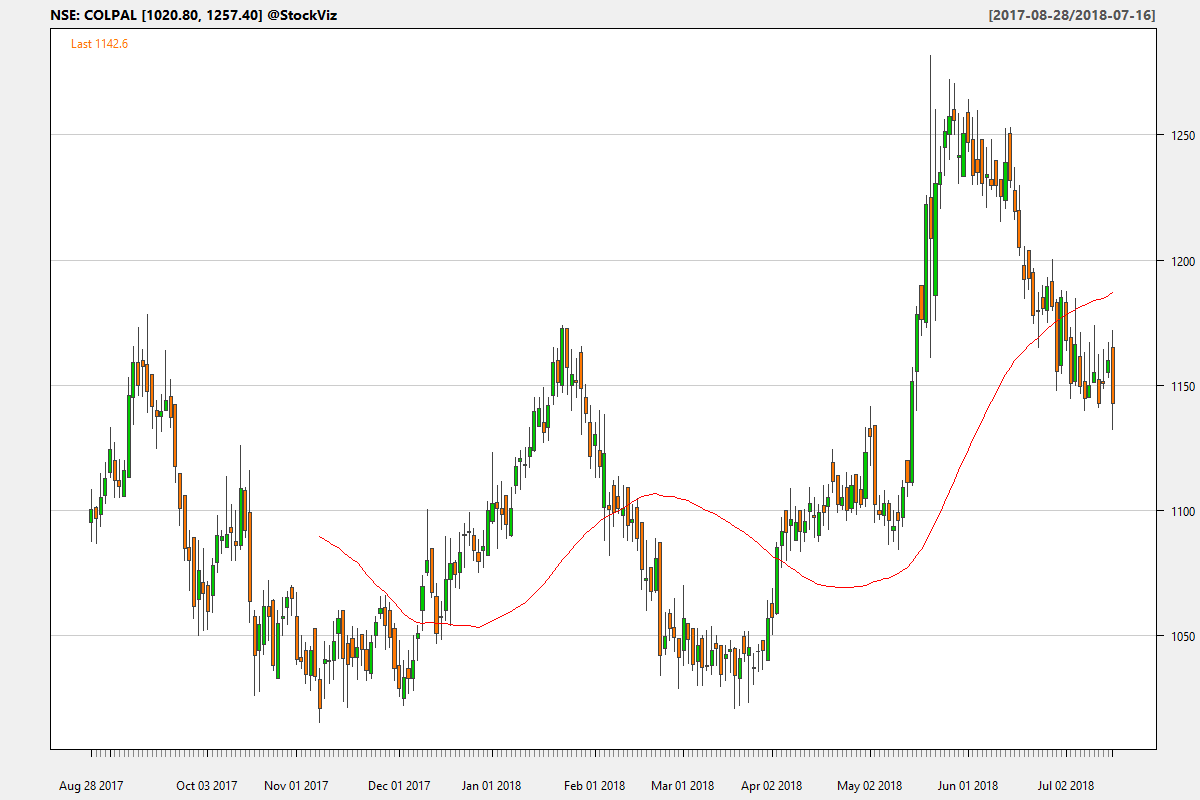 NSE: COLPAL [1020.80, 1257.40] @StockViz
[2017-08-28/2018-07-16]
Last 1142.6
1250
1200
1150
1100
1050
Aug 28 2017
Oct 03 2017
Nov 01 2017
Dec 01 2017
Jan 01 2018
Feb 01 2018
Mar 01 2018
Apr 02 2018
May 02 2018
Jun 01 2018
Jul 02 2018